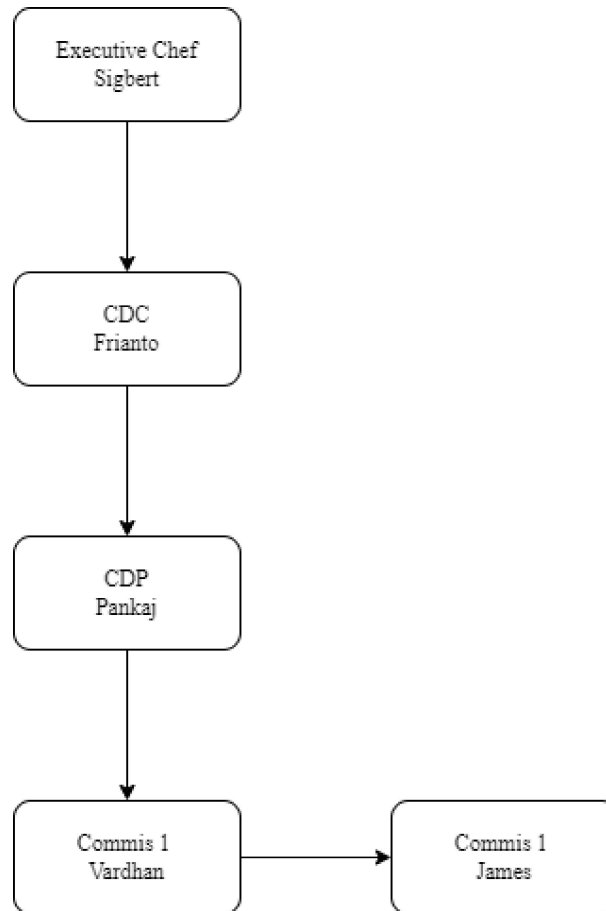 Executive Chef
Sigbert
CDC
Frianto
CDP
Pankaj
Commis 1
Vardhan
Commis 1
James